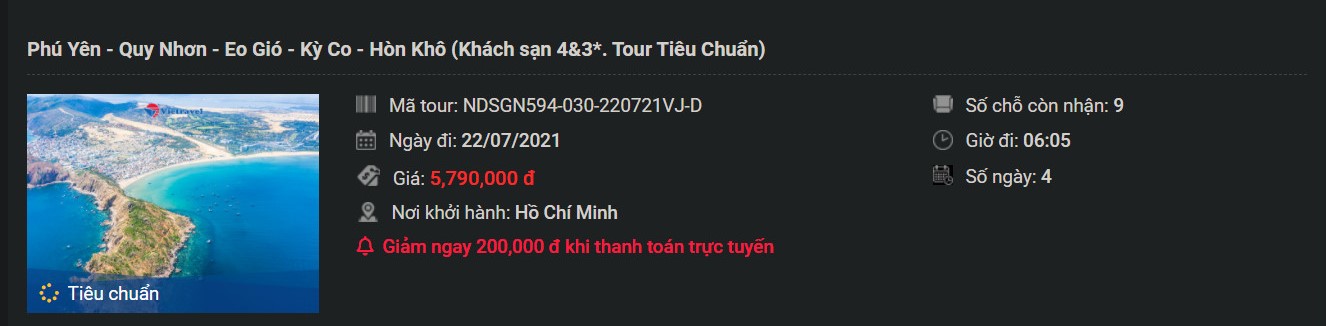 Phú Yên - Quy Nhơn - Eo Gió - Kỳ Co - Hòn Khô (Khách sạn 4&3*. Tour Tiêu Chuẩn)
Vietravel
Tiêu chuẩn
Mã tour: NDSGN594-030-220721VJ-D
Ngày đi: 22/07/2021
Giá: 5,790,000 đ
Nơi khởi hành: Hồ Chí Minh
Giảm ngay 200,000 đ khi thanh toán trực tuyến
Số chỗ còn nhận: 9
Giờ đi: 06:05
Số ngày: 4